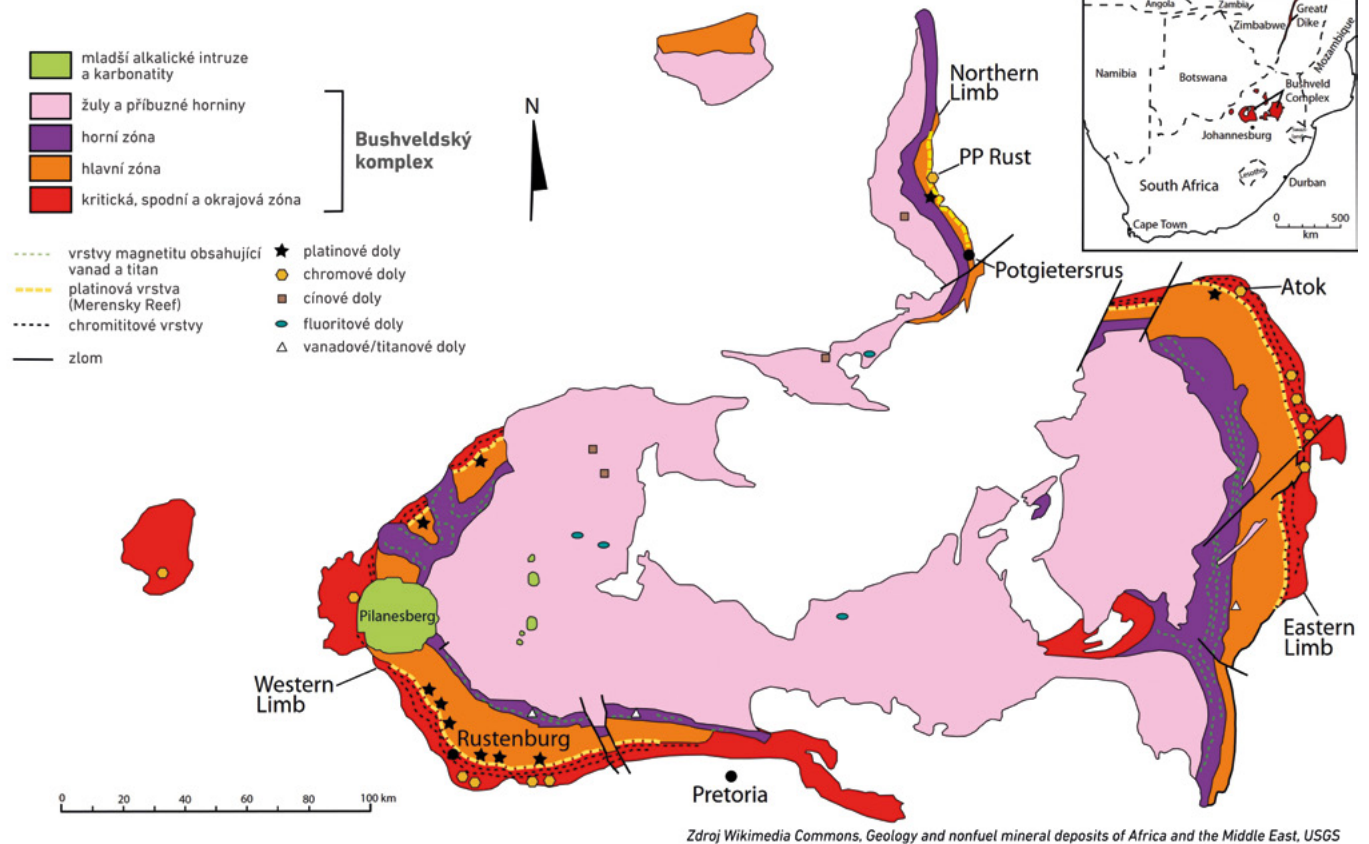 mladší alkalické intruze
a karbonatity
žuly a příbuzné horniny
horní zóna
hlavní zóna
kritická, spodní a okrajová zóna
Bushveldský
komplex
vrstvy magnetitu obsahující
vanad a titan
platinová vrstva
(Merensky Reef)
chromititové vrstvy
zlom
platinové doly
chromové doly
cínové doly
fluoritové doly
vanadové/titanové doly
N
Northern
Limb
PP Rust
Potgietersrus
Angola
Zambia
Zimbabwe
Great
Dike
Mozambique
Namibia
Botswana
Bushveld
Complex
Johannesburg
South Africa
Lesotho
Durban
Cape Town
0 500
km
Atok
Eastern
Limb
Pilanesberg
Western
Limb
Rustenburg
Pretoria
0 20 40 60 80 100 km
Zdroj Wikimedia Commons, Geology and nonfuel mineral deposits of Africa and the Middle East, USGS